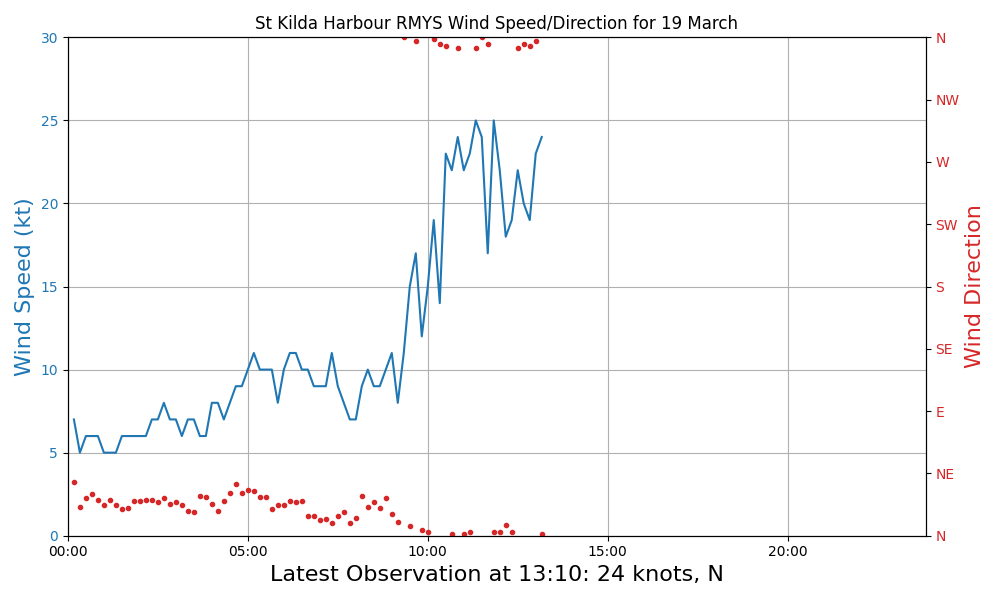 St Kilda Harbour RMYS Wind Speed/Direction for 19 March
Wind Speed (kt)
30
25
20
15
10
5
0
00:00
05:00
10:00
15:00
20:00
N
NW
W
SW
S
SE
E
NE
N
Wind Direction
Latest Observation at 13:10: 24 knots, N